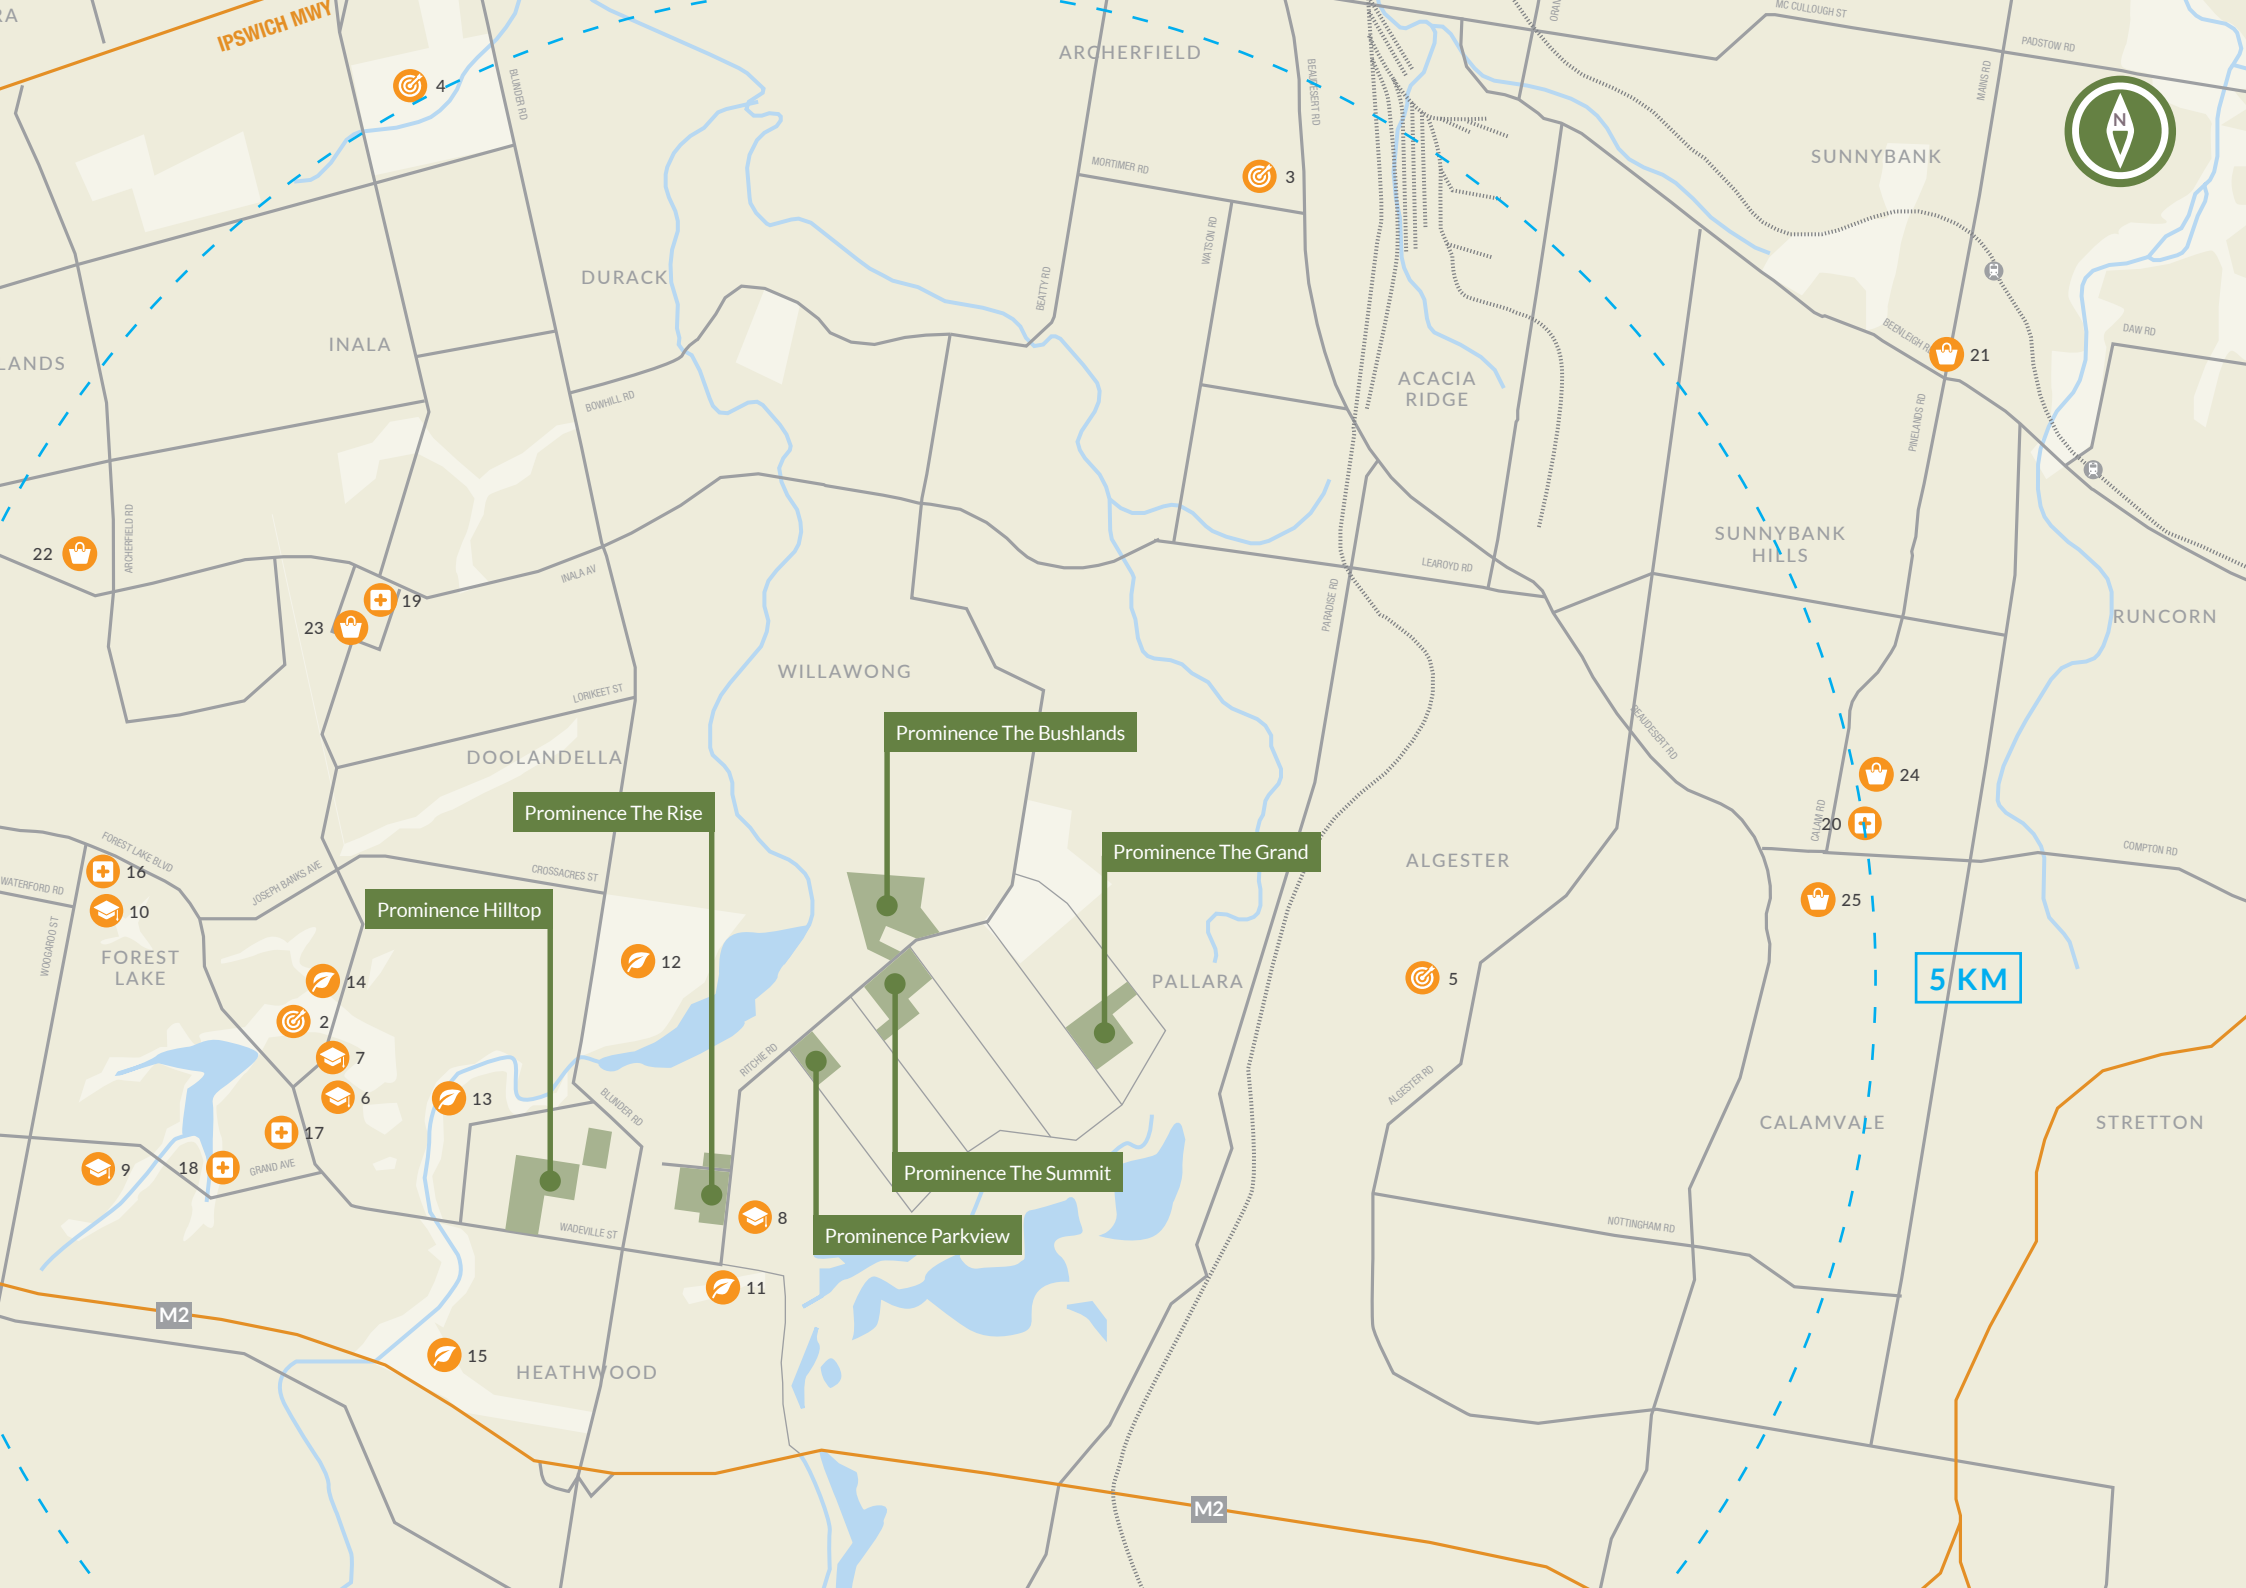 RA
IPSWICH MWY
4
BLUNDER RD
ARCHERFIELD
BEAUDESERT RD
MC CULLOUGH ST
PADSTOW RD
MAINS RD
N
SUNNYBANK
MORTIMER RD
3
WATSON RD
BEATTY RD
DURACK
INALA
LANDS
BOWHILL RD
ACACIA
RIDGE
BEENLEIGH R
21
DAW RD
PINELANDS RD
ARCHERFIELD RD
22
INALA AV
19
23
LEAROYD RD
PARADISE RD
SUNNYBANK
HILLS
RUNCORN
WILLAWONG
LORIKEET ST
DOOLANDELLA
Prominence The Bushlands
BEAUDESERT RD
Prominence The Rise
24
CALAM RD
20
Prominence The Grand
ALGESTER
COMPTON RD
FOREST LAKE BLVD
16
WATERFORD RD
JOSEPH BANKS AVE
CROSSACRES ST
10
Prominence Hilltop
25
WOOGAROO ST
FOREST
LAKE
12
14
PALLARA
5
5 KM
2
7
RITCHIE RD
6
13
BLUNDER RD
ALGESTER RD
17
CALAMVALE
STRETTON
9
18
GRAND AVE
Prominence The Summit
8
WADEVILLE ST
Prominence Parkview
NOTTINGHAM RD
11
M2
15
HEATHWOOD
M2